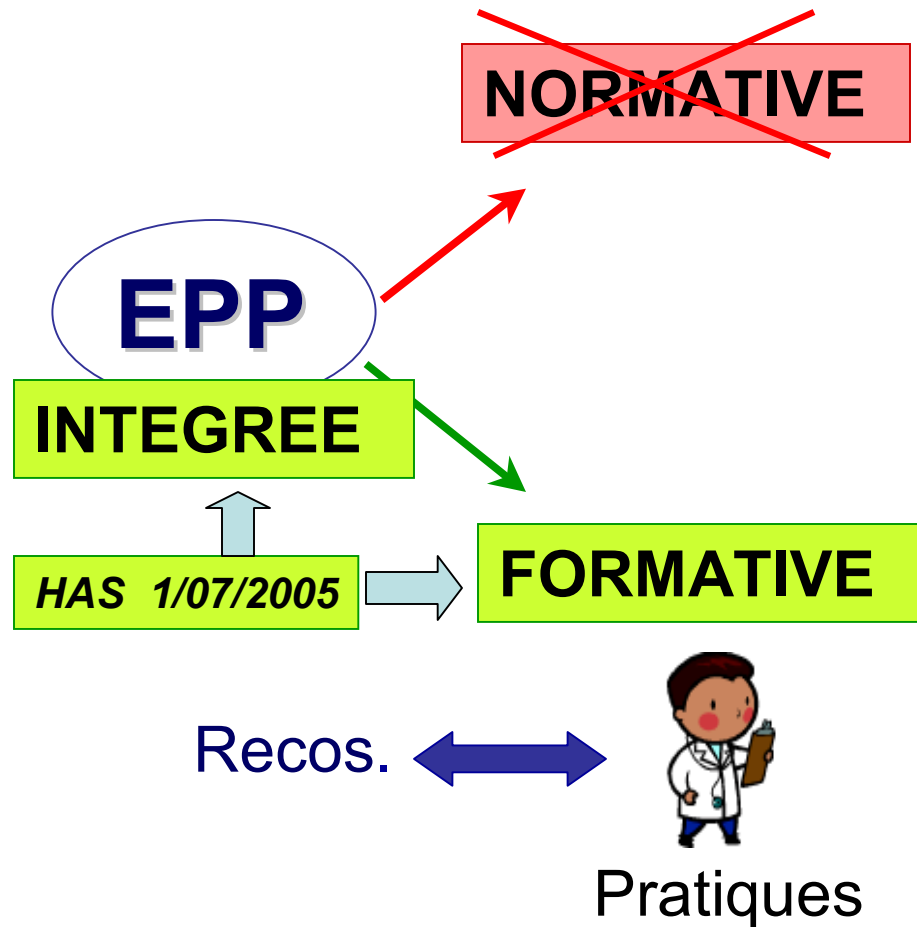 NORMATIVE
EPP
INTEGREE
HAS 1/07/2005
FORMATIVE
Recos.
Pratiques